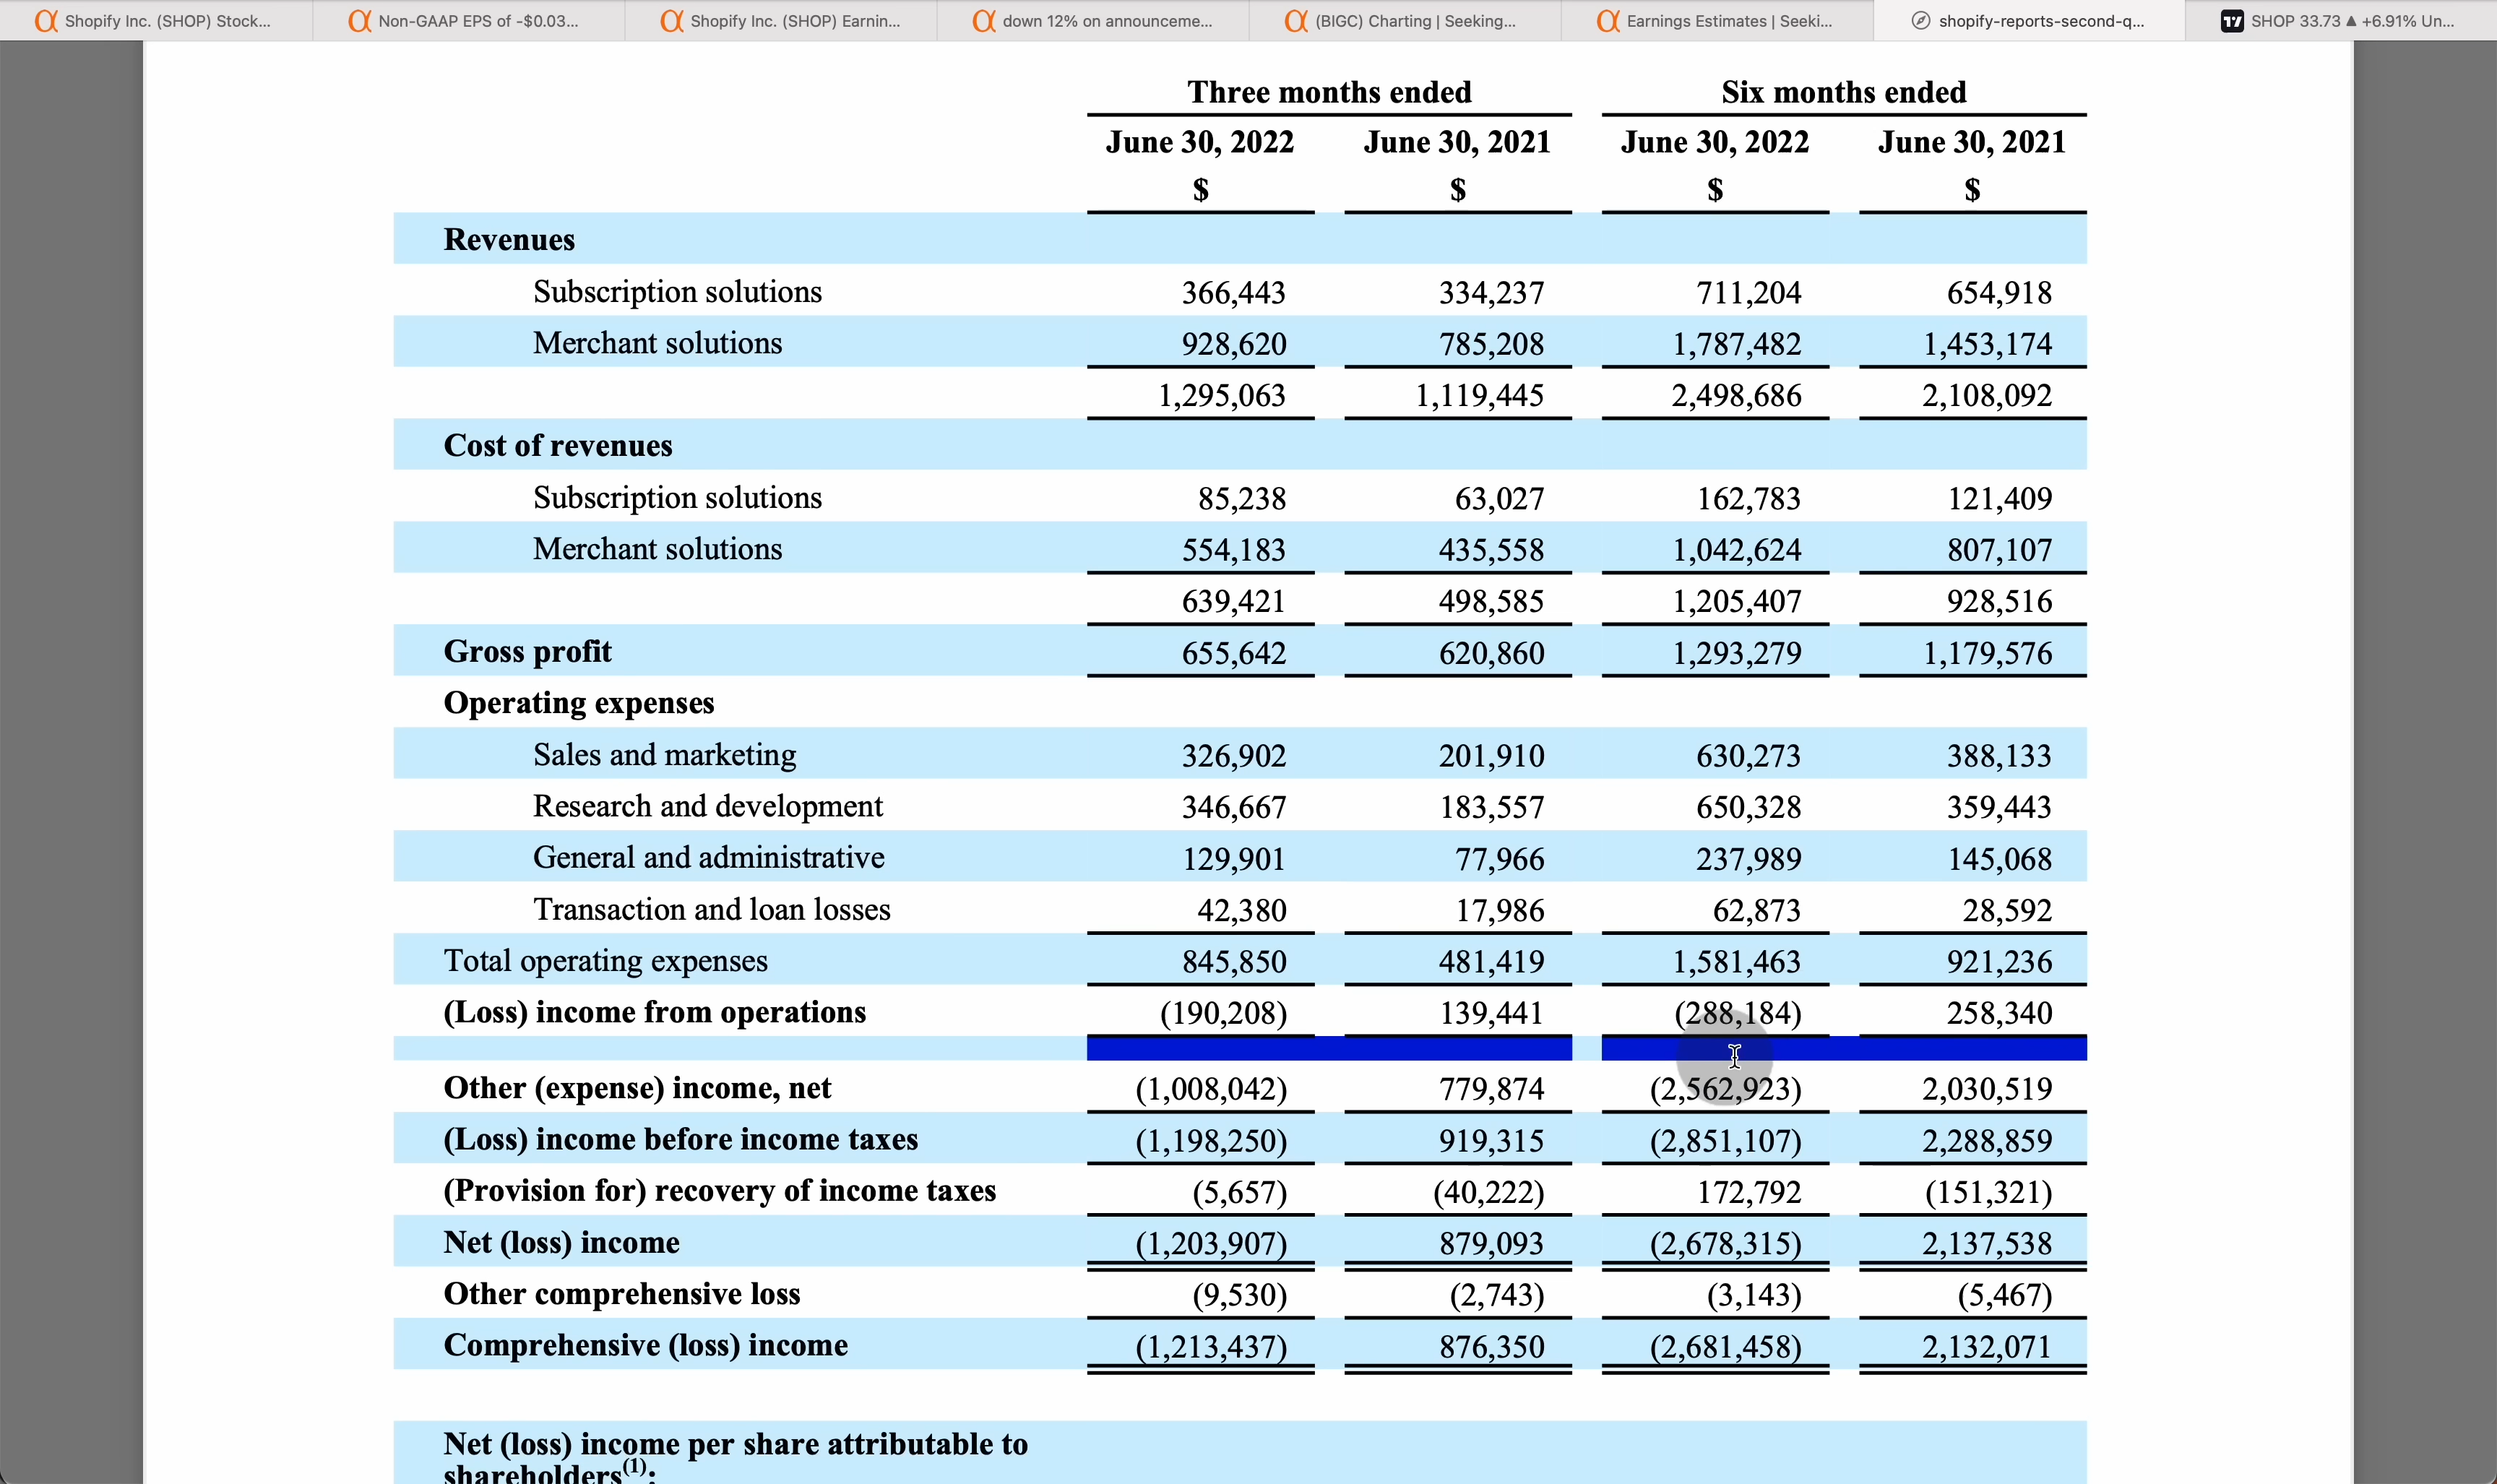 Shopify Inc. (SHOP) Stock... Non-GAAP EPS of -$0.03... Shopify Inc. (SHOP) Earnin... down 12% on announceme... (BIGC) Charting | Seeking... Earnings Estimates | Seeki... shopify-reports-second-q... SHOP 33.73 ▲ +6.91% Un...
Three months ended Six months ended
June 30, 2022 June 30, 2021 June 30, 2022 June 30, 2021
$ $ $ $
Revenues
Subscription solutions 366,443 334,237 711,204 654,918
Merchant solutions 928,620 785,208 1,787,482 1,453,174
1,295,063 1,119,445 2,498,686 2,108,092
Cost of revenues
Subscription solutions 85,238 63,027 162,783 121,409
Merchant solutions 554,183 435,558 1,042,624 807,107
639,421 498,585 1,205,407 928,516
Gross profit 655,642 620,860 1,293,279 1,179,576
Operating expenses
Sales and marketing 326,902 201,910 630,273 388,133
Research and development 346,667 183,557 650,328 359,443
General and administrative 129,901 77,966 237,989 145,068
Transaction and loan losses 42,380 17,986 62,873 28,592
Total operating expenses 845,850 481,419 1,581,463 921,236
(Loss) income from operations (190,208) 139,441 (288,184) 258,340
Other (expense) income, net (1,008,042) 779,874 (2,562,923) 2,030,519
(Loss) income before income taxes (1,198,250) 919,315 (2,851,107) 2,288,859
(Provision for) recovery of income taxes (5,657) (40,222) 172,792 (151,321)
Net (loss) income (1,203,907) 879,093 (2,678,315) 2,137,538
Other comprehensive loss (9,530) (2,743) (3,143) (5,467)
Comprehensive (loss) income (1,213,437) 876,350 (2,681,458) 2,132,071
Net (loss) income per share attributable to
shareholders(1):